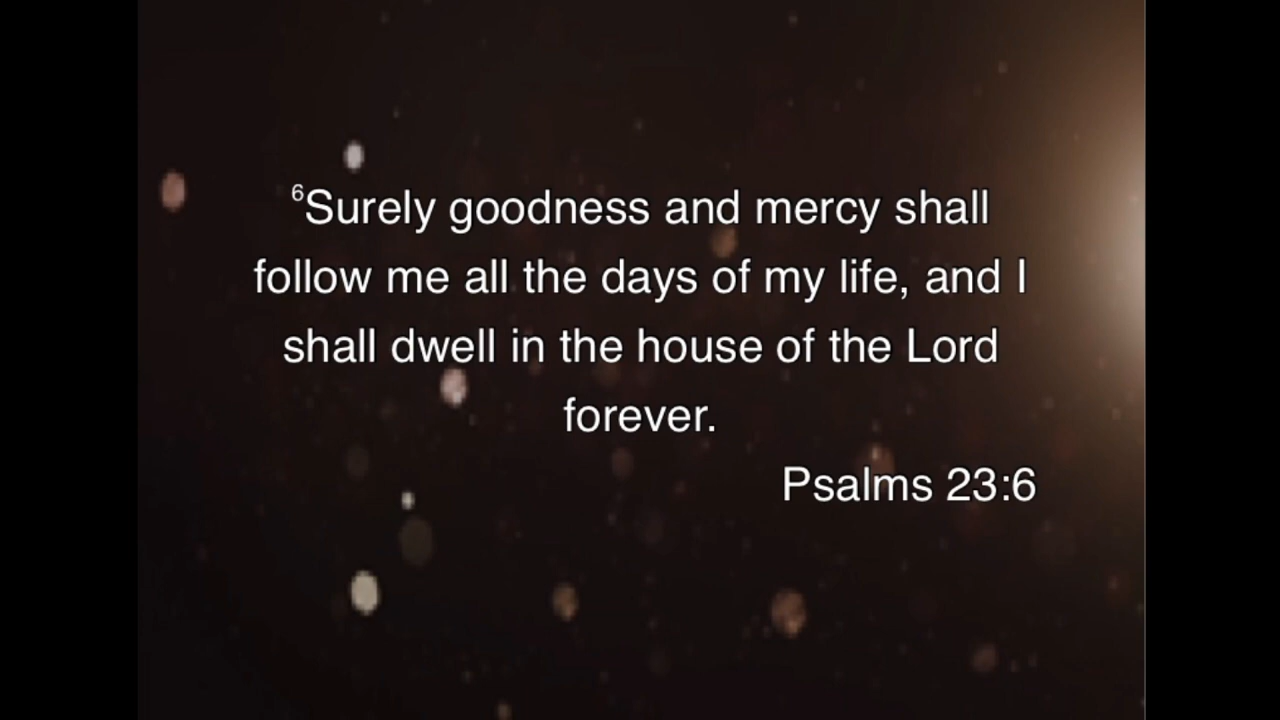 ⁶Surely goodness and mercy shall
follow me all the days of my life, and I
shall dwell in the house of the Lord
forever.
Psalms 23:6